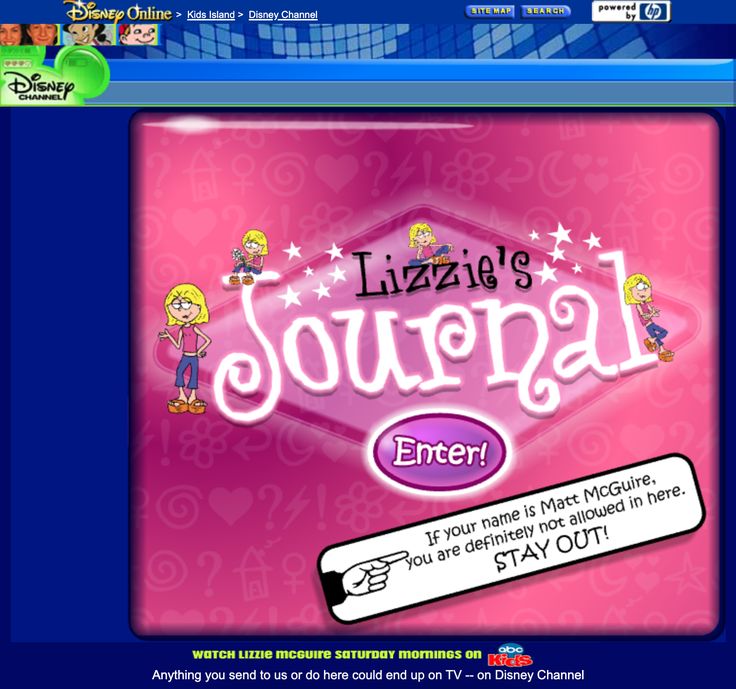 Disney Online > Kids Island > Disney Channel
SITE MAP
SEARCH
powered by hp
Disney
CHANNEL
Lizzie's
Journal
Enter!
If your name is Matt McGuire,
you are definitely not allowed in here.
STAY OUT!
WATCH LIZZIE MCGUIRE SATURDAY MORNINGS ON abc Kids
Anything you send to us or do here could end up on TV -- on Disney Channel